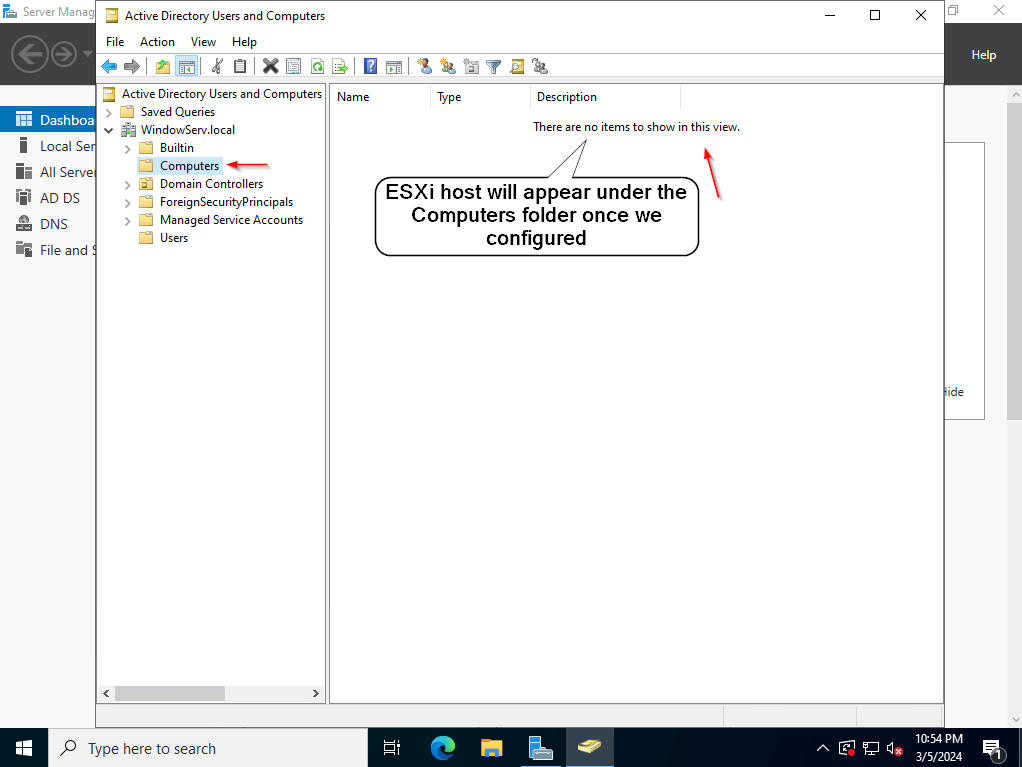 Server Manag
Active Directory Users and Computers
File Action View Help
Help
Active Directory Users and Computers
Saved Queries
WindowServ.local
Builtin
Computers
Domain Controllers
ForeignSecurityPrincipals
Managed Service Accounts
Users
Name Type Description
There are no items to show in this view.
ESXi host will appear under the
Computers folder once we
configured
Dashboa
Local Ser
All Server
AD DS
DNS
File and S
Hide
Type here to search
10:54 PM
3/5/2024
1